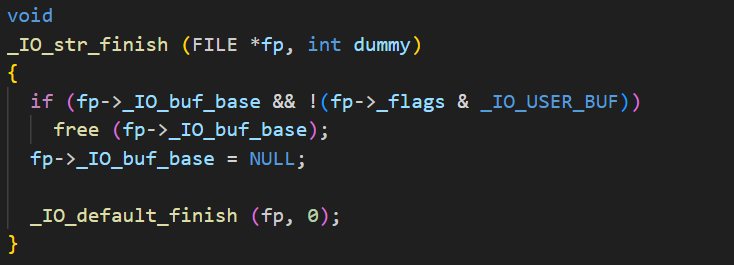 void
_IO_str_finish (FILE *fp, int dummy)
{
  if (fp->_IO_buf_base && !(fp->_flags & _IO_USER_BUF))
    free (fp->_IO_buf_base);
  fp->_IO_buf_base = NULL;

  _IO_default_finish (fp, 0);
}